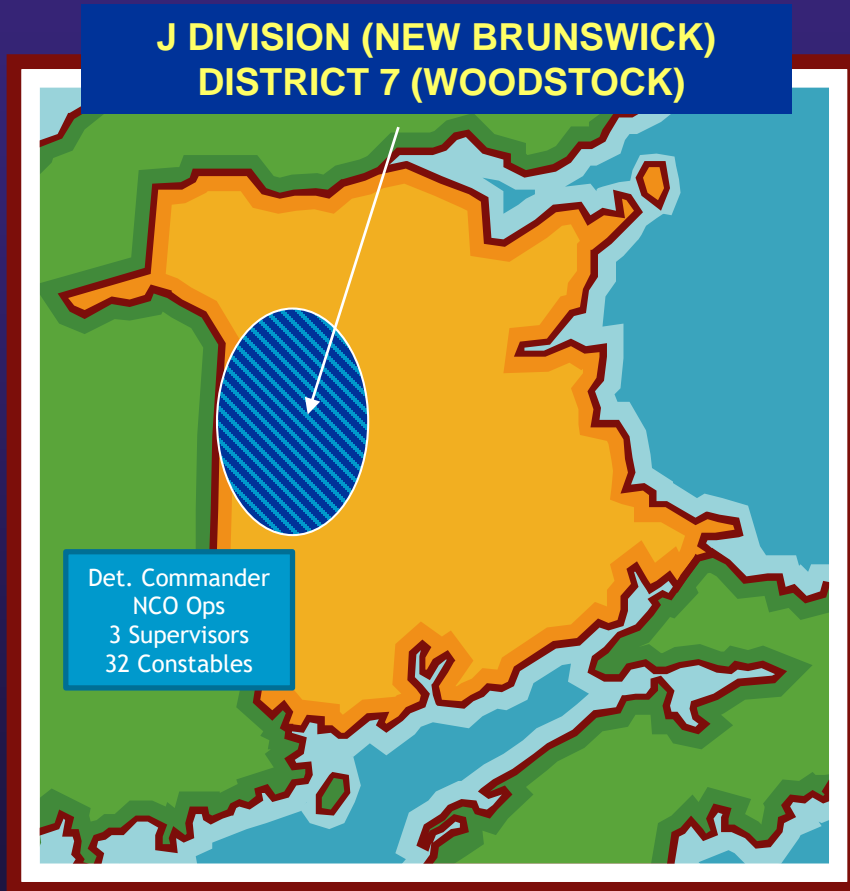 J DIVISION (NEW BRUNSWICK)
DISTRICT 7 (WOODSTOCK)
Det. Commander
NCO Ops
3 Supervisors
32 Constables